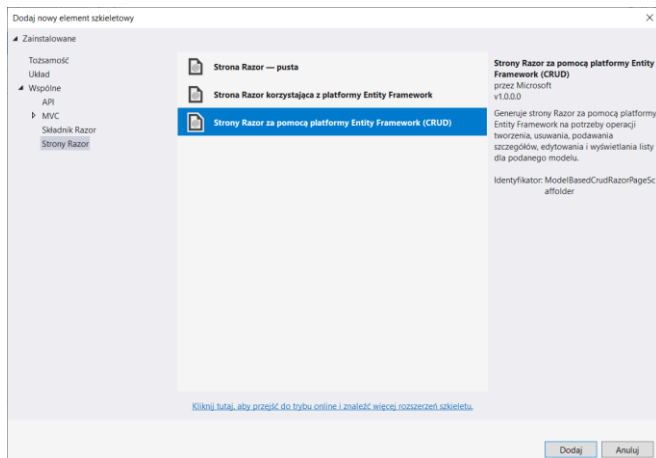 Dodaj nowy element szkieletowy
Zainstalowane
Tożsamość
Układ
Wspólne
API
MVC
Składnik Razor
Strony Razor
Strona Razor — pusta
Strona Razor korzystająca z platformy Entity Framework
Strony Razor za pomocą platformy Entity Framework (CRUD)
Strony Razor za pomocą platformy Entity
Framework (CRUD)
przez Microsoft
v1.0.0.0
Generuje strony Razor za pomocą platformy
Entity Framework na potrzeby operacji
tworzenia, usuwania, podawania
szczegółów, edytowania i wyświetlania listy
dla podanego modelu.
Identyfikator: ModelBasedCrudRazorPageSc
affolder
Kliknij tutaj, aby przejść do trybu online i znaleźć więcej rozszerzeń szkieletu.
Dodaj
Anuluj